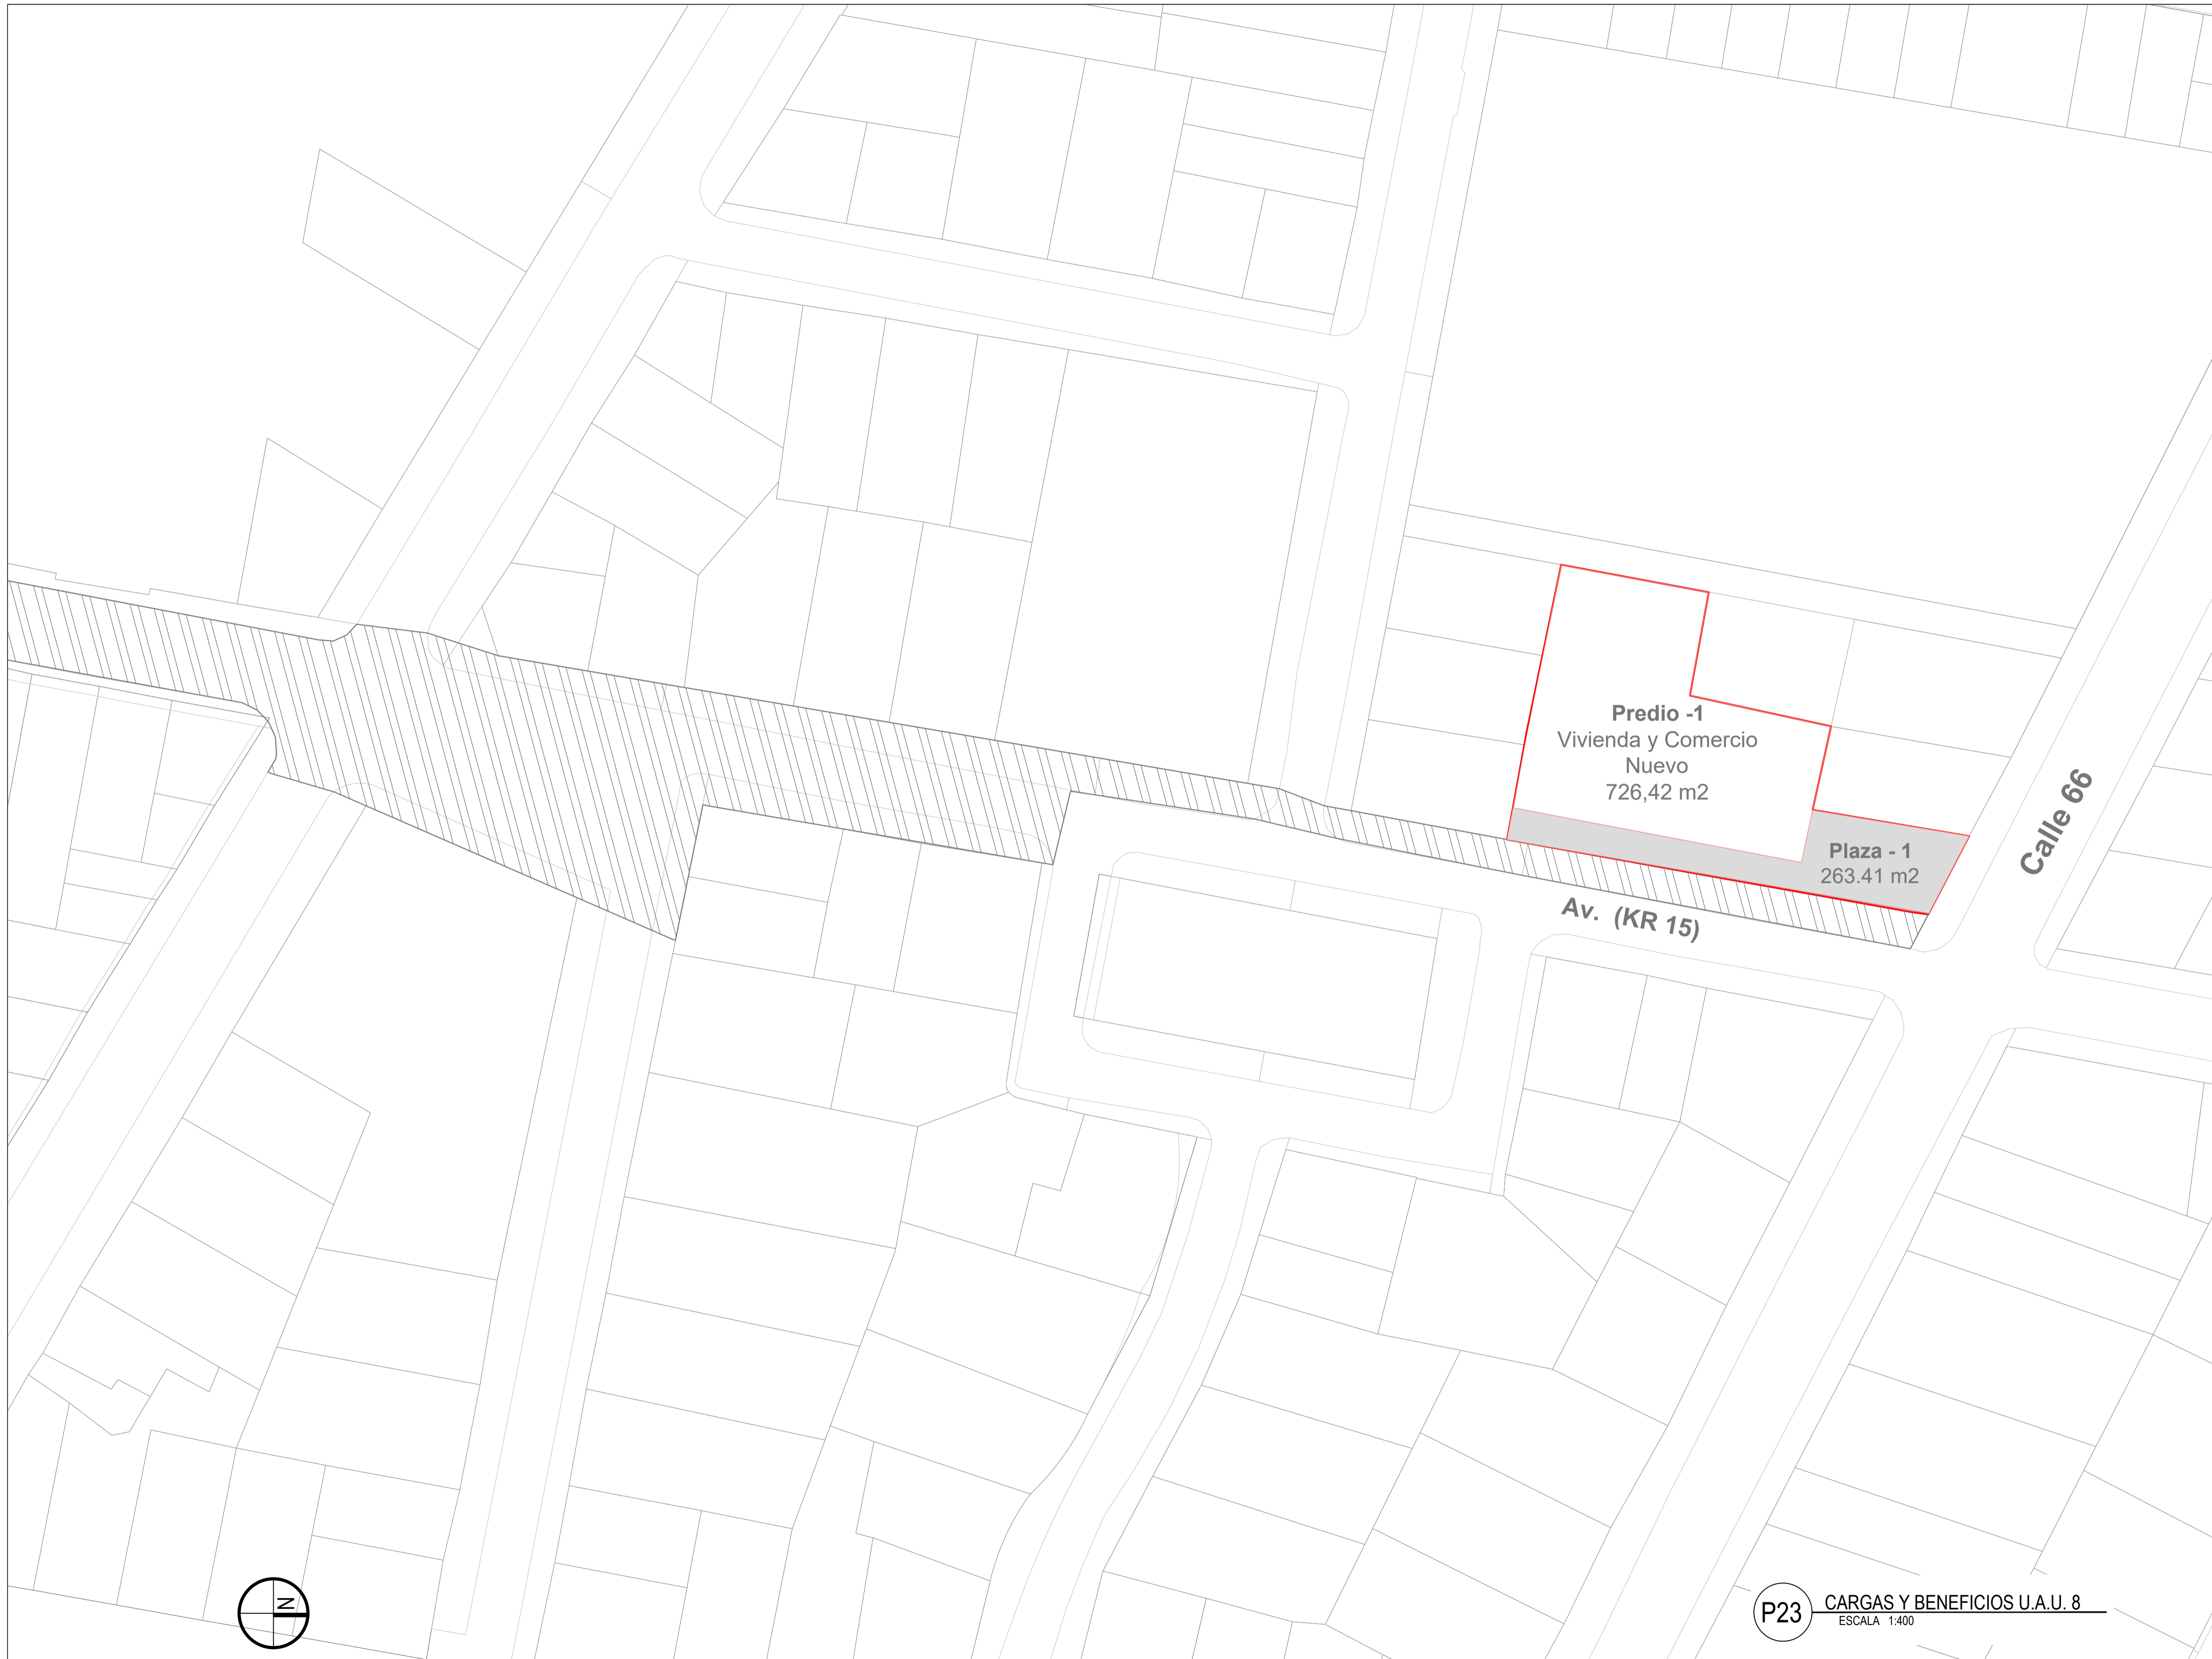 Predio -1
Vivienda y Comercio
Nuevo
726,42 m2
Plaza - 1
263.41 m2
Calle 66
Av. (KR 15)
N
P23
CARGAS Y BENEFICIOS U.A.U. 8
ESCALA 1:400